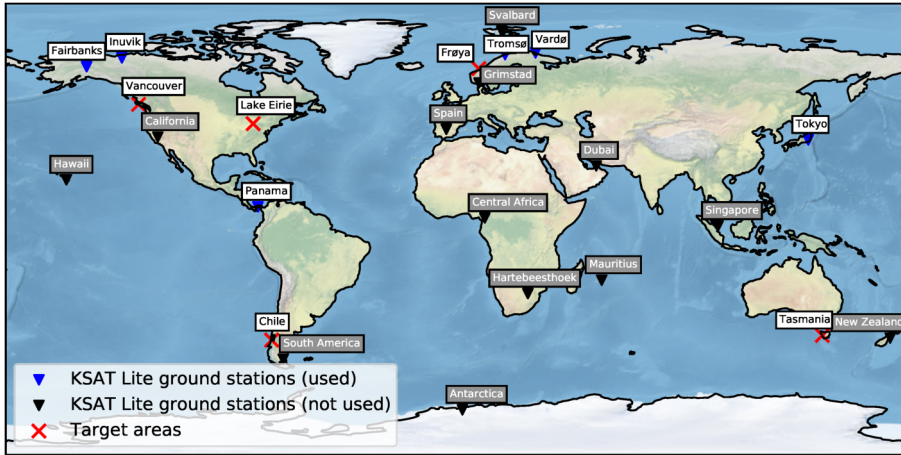 Svalbard
Fairbanks
Inuvik
Frøya
Tromsø
Vardø
Grimstad
Vancouver
Lake Eirie
California
Spain
Tokyo
Dubai
Hawaii
Panama
Central Africa
Singapore
Hartebeesthoek
Mauritius
Chile
South America
Tasmania
New Zealand
Antarctica
KSAT Lite ground stations (used)
KSAT Lite ground stations (not used)
Target areas